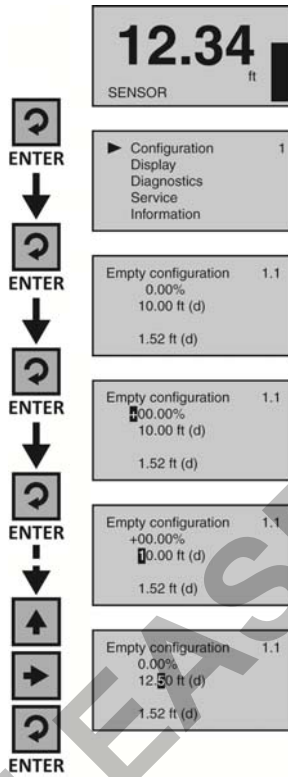 12.34
ft
SENSOR
ENTER
Configuration 1
Display
Diagnostics
Service
Information
ENTER
Empty configuration 1.1
0.00%
10.00 ft (d)
1.52 ft (d)
ENTER
Empty configuration 1.1
+00.00%
10.00 ft (d)
1.52 ft (d)
ENTER
Empty configuration 1.1
+00.00%
10.00 ft (d)
1.52 ft (d)
Empty configuration 1.1
0.00%
12.50 ft (d)
1.52 ft (d)
ENTER
EAS